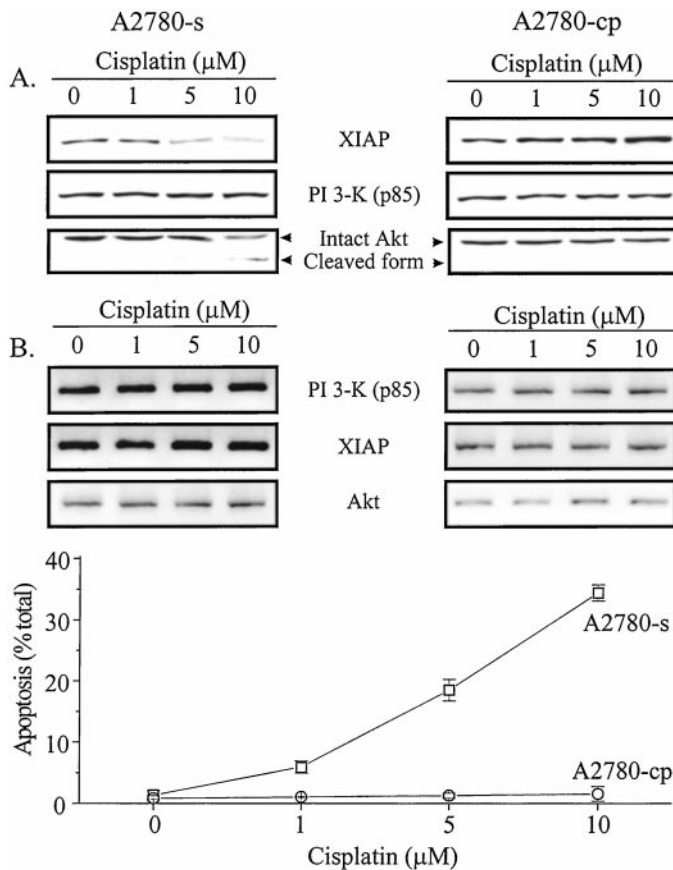 A2780-s A2780-cp
A. Cisplatin (μM) Cisplatin (μM)
0 1 5 10 0 1 5 10
XIAP
PI 3-K (p85)
Intact Akt
Cleaved form
B. Cisplatin (μM) Cisplatin (μM)
0 1 5 10 0 1 5 10
PI 3-K (p85)
XIAP
Akt
Apoptosis (% total)
40
30
20
10
0
A2780-s
A2780-cp
0 1 5 10
Cisplatin (μM)